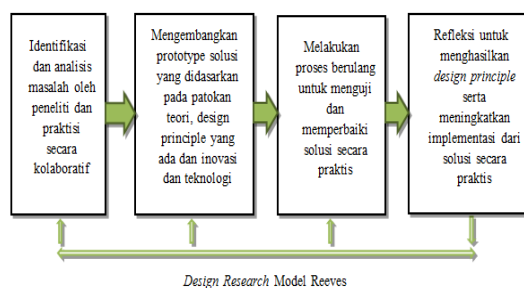 Identifikasi
dan analisis
masalah oleh
peneliti dan
praktisi
secara
kolaboratif
Mengembangkan
prototype solusi
yang didasarkan
pada patokan
teori, design
principle yang
ada dan inovasi
dan teknologi
Melakukan
proses berulang
untuk menguji
dan
memperbaiki
solusi secara
praktis
Refleksi untuk
menghasilkan
design principle
serta
meningkatkan
implementasi dari
solusi secara
praktis
Design Research Model Reeves